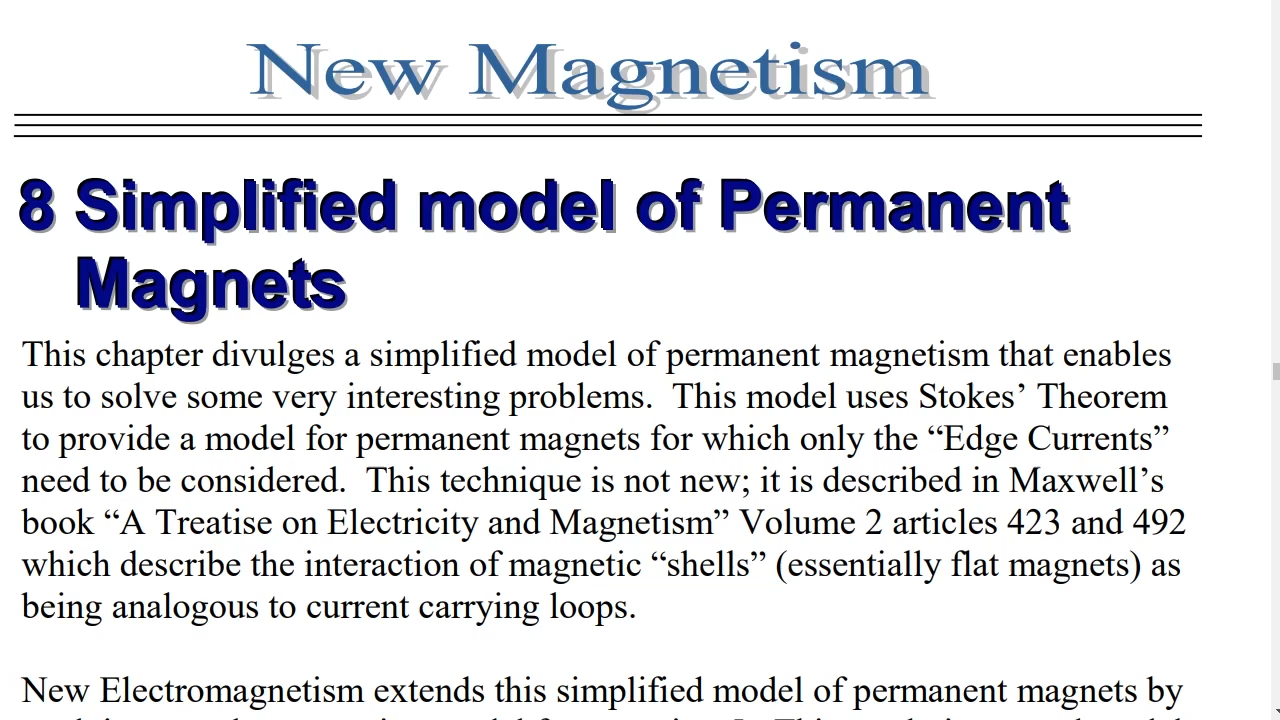 New Magnetism
8 Simplified model of Permanent
Magnets
This chapter divulges a simplified model of permanent magnetism that enables
us to solve some very interesting problems.  This model uses Stokes’ Theorem
to provide a model for permanent magnets for which only the “Edge Currents”
need to be considered.  This technique is not new; it is described in Maxwell’s
book “A Treatise on Electricity and Magnetism” Volume 2 articles 423 and 492
which describe the interaction of magnetic “shells” (essentially flat magnets) as
being analogous to current carrying loops.
New Electromagnetism extends this simplified model of permanent magnets by